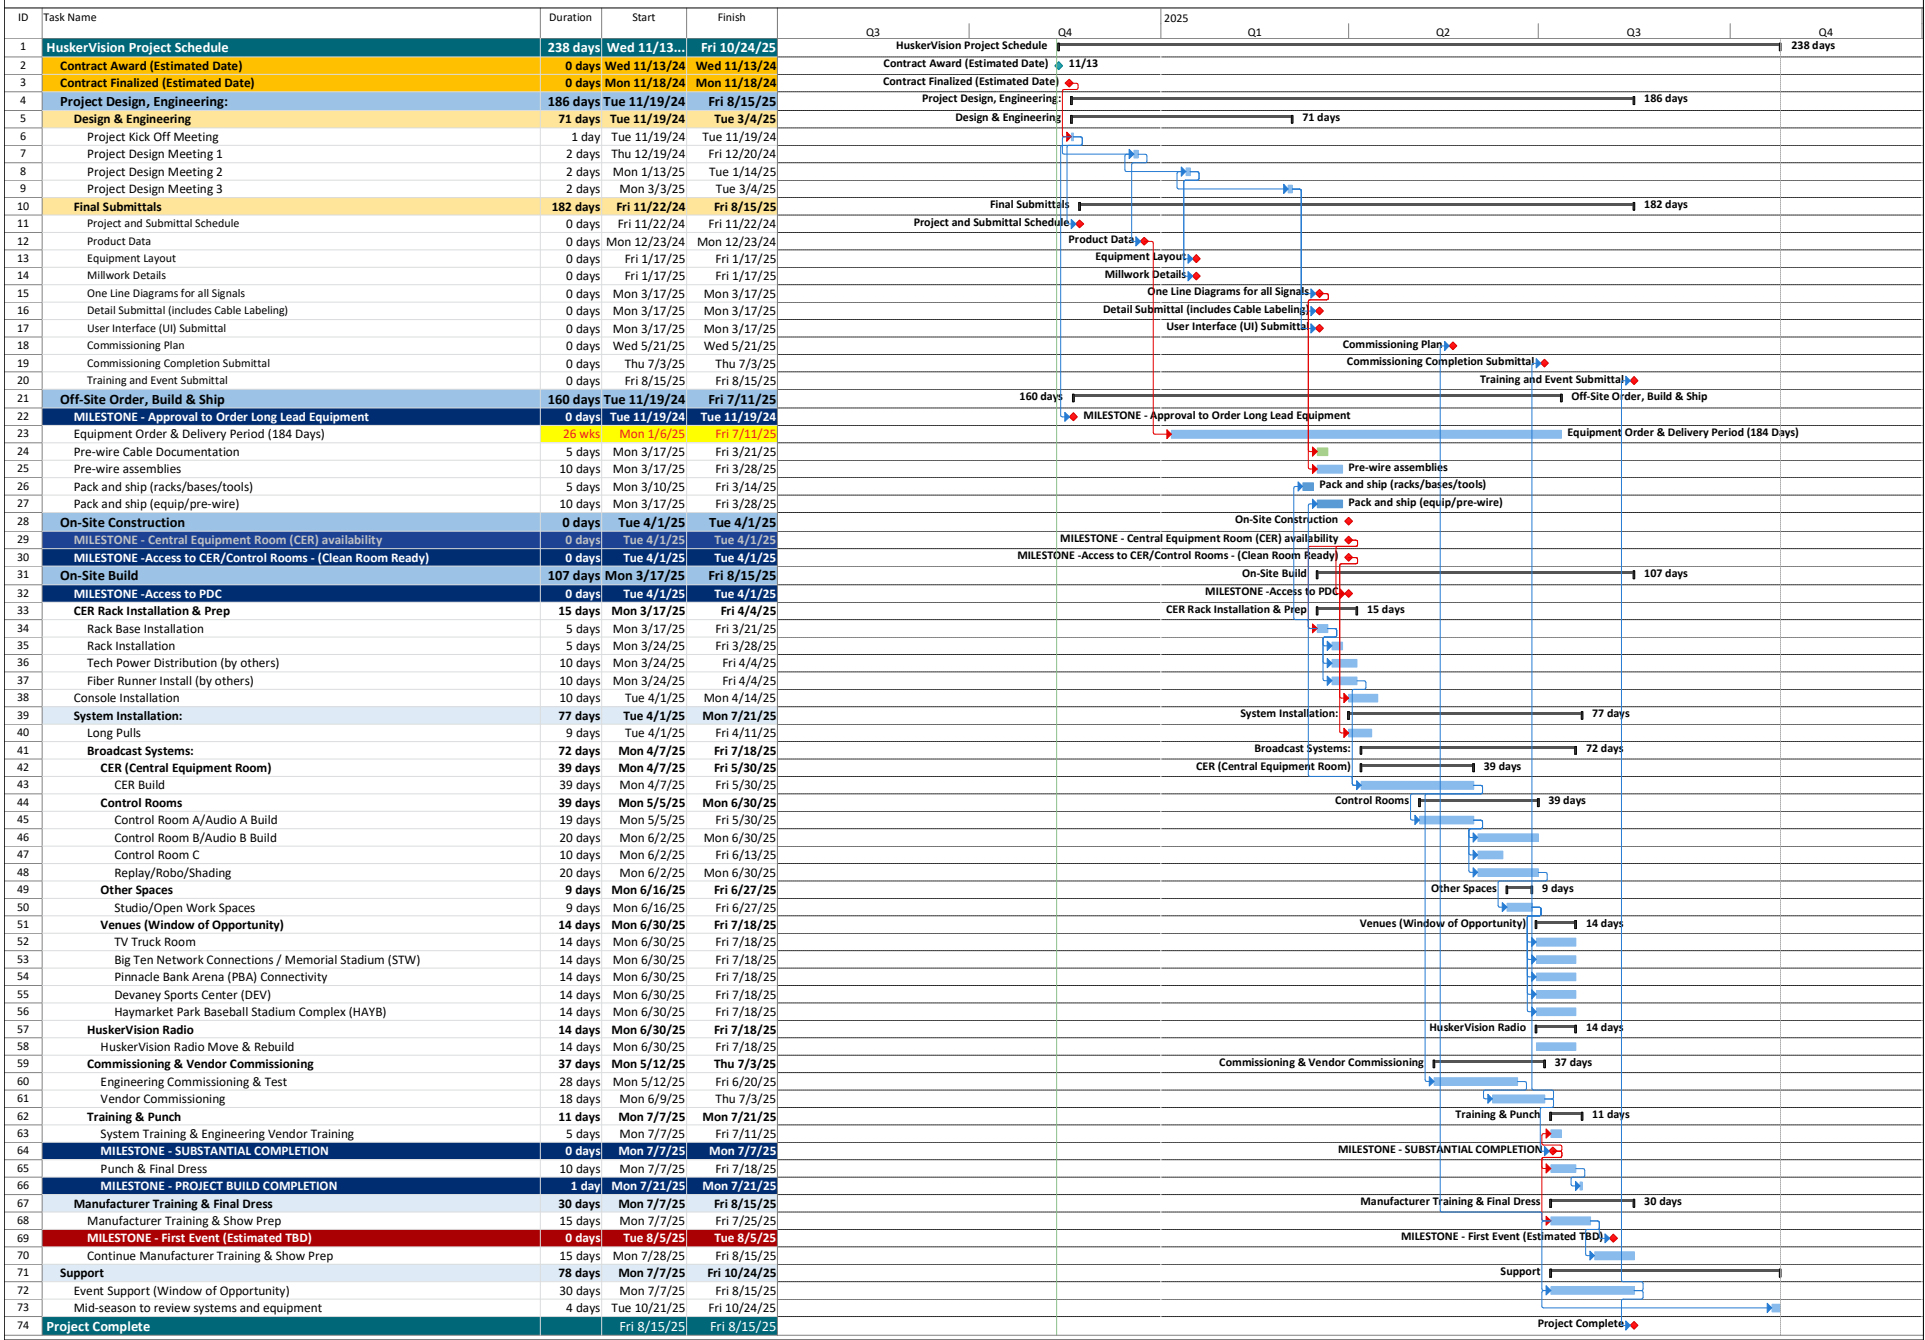 ID Task Name Duration Start Finish 2025
Q3 Q4 Q1 Q2 Q3 Q4
1 HuskerVision Project Schedule 238 days Wed 11/13... Fri 10/24/25 HuskerVision Project Schedule 238 days
2 Contract Award (Estimated Date) 0 days Wed 11/13/24 Wed 11/13/24 Contract Award (Estimated Date) 11/13
3 Contract Finalized (Estimated Date) 0 days Mon 11/18/24 Mon 11/18/24 Contract Finalized (Estimated Date)
4 Project Design, Engineering: 186 days Tue 11/19/24 Fri 8/15/25 Project Design, Engineering: 186 days
5 Design & Engineering 71 days Tue 11/19/24 Tue 3/4/25 Design & Engineering 71 days
6 Project Kick Off Meeting 1 day Tue 11/19/24 Tue 11/19/24
7 Project Design Meeting 1 2 days Thu 12/19/24 Fri 12/20/24
8 Project Design Meeting 2 2 days Mon 1/13/25 Tue 1/14/25
9 Project Design Meeting 3 2 days Mon 3/3/25 Tue 3/4/25
10 Final Submittals 182 days Fri 11/22/24 Fri 8/15/25 Final Submittals 182 days
11 Project and Submittal Schedule 0 days Fri 11/22/24 Fri 11/22/24 Project and Submittal Schedule
12 Product Data 0 days Mon 12/23/24 Mon 12/23/24 Product Data
13 Equipment Layout 0 days Fri 1/17/25 Fri 1/17/25 Equipment Layout
14 Millwork Details 0 days Fri 1/17/25 Fri 1/17/25 Millwork Details
15 One Line Diagrams for all Signals 0 days Mon 3/17/25 Mon 3/17/25 One Line Diagrams for all Signals
16 Detail Submittal (includes Cable Labeling) 0 days Mon 3/17/25 Mon 3/17/25 Detail Submittal (includes Cable Labeling)
17 User Interface (UI) Submittal 0 days Mon 3/17/25 Mon 3/17/25 User Interface (UI) Submittal
18 Commissioning Plan 0 days Wed 5/21/25 Wed 5/21/25 Commissioning Plan
19 Commissioning Completion Submittal 0 days Thu 7/3/25 Thu 7/3/25 Commissioning Completion Submittal
20 Training and Event Submittal 0 days Fri 8/15/25 Fri 8/15/25 Training and Event Submittal
21 Off-Site Order, Build & Ship 160 days Tue 11/19/24 Fri 7/11/25 160 days Off-Site Order, Build & Ship
22 MILESTONE - Approval to Order Long Lead Equipment 0 days Tue 11/19/24 Tue 11/19/24 MILESTONE - Approval to Order Long Lead Equipment
23 Equipment Order & Delivery Period (184 Days) 26 wks Mon 1/6/25 Fri 7/11/25 Equipment Order & Delivery Period (184 Days)
24 Pre-wire Cable Documentation 5 days Mon 3/17/25 Fri 3/21/25
25 Pre-wire assemblies 10 days Mon 3/17/25 Fri 3/28/25 Pre-wire assemblies
26 Pack and ship (racks/bases/tools) 5 days Mon 3/10/25 Fri 3/14/25 Pack and ship (racks/bases/tools)
27 Pack and ship (equip/pre-wire) 10 days Mon 3/17/25 Fri 3/28/25 Pack and ship (equip/pre-wire)
28 On-Site Construction 0 days Tue 4/1/25 Tue 4/1/25 On-Site Construction
29 MILESTONE - Central Equipment Room (CER) availability 0 days Tue 4/1/25 Tue 4/1/25 MILESTONE - Central Equipment Room (CER) availability
30 MILESTONE -Access to CER/Control Rooms - (Clean Room Ready) 0 days Tue 4/1/25 Tue 4/1/25 MILESTONE -Access to CER/Control Rooms - (Clean Room Ready)
31 On-Site Build 107 days Mon 3/17/25 Fri 8/15/25 On-Site Build 107 days
32 MILESTONE -Access to PDC 0 days Tue 4/1/25 Tue 4/1/25 MILESTONE -Access to PDC
33 CER Rack Installation & Prep 15 days Mon 3/17/25 Fri 4/4/25 CER Rack Installation & Prep 15 days
34 Rack Base Installation 5 days Mon 3/17/25 Fri 3/21/25
35 Rack Installation 5 days Mon 3/24/25 Fri 3/28/25
36 Tech Power Distribution (by others) 10 days Mon 3/24/25 Fri 4/4/25
37 Fiber Runner Install (by others) 10 days Mon 3/24/25 Fri 4/4/25
38 Console Installation 10 days Tue 4/1/25 Mon 4/14/25
39 System Installation: 77 days Tue 4/1/25 Mon 7/21/25 System Installation: 77 days
40 Long Pulls 9 days Tue 4/1/25 Fri 4/11/25
41 Broadcast Systems: 72 days Mon 4/7/25 Fri 7/18/25 Broadcast Systems: 72 days
42 CER (Central Equipment Room) 39 days Mon 4/7/25 Fri 5/30/25 CER (Central Equipment Room) 39 days
43 CER Build 39 days Mon 4/7/25 Fri 5/30/25
44 Control Rooms 39 days Mon 5/5/25 Mon 6/30/25 Control Rooms 39 days
45 Control Room A/Audio A Build 19 days Mon 5/5/25 Fri 5/30/25
46 Control Room B/Audio B Build 20 days Mon 6/2/25 Mon 6/30/25
47 Control Room C 10 days Mon 6/2/25 Fri 6/13/25
48 Replay/Robo/Shading 20 days Mon 6/2/25 Mon 6/30/25
49 Other Spaces 9 days Mon 6/16/25 Fri 6/27/25 Other Spaces 9 days
50 Studio/Open Work Spaces 9 days Mon 6/16/25 Fri 6/27/25
51 Venues (Window of Opportunity) 14 days Mon 6/30/25 Fri 7/18/25 Venues (Window of Opportunity) 14 days
52 TV Truck Room 14 days Mon 6/30/25 Fri 7/18/25
53 Big Ten Network Connections / Memorial Stadium (STW) 14 days Mon 6/30/25 Fri 7/18/25
54 Pinnacle Bank Arena (PBA) Connectivity 14 days Mon 6/30/25 Fri 7/18/25
55 Devaney Sports Center (DEV) 14 days Mon 6/30/25 Fri 7/18/25
56 Haymarket Park Baseball Stadium Complex (HAYB) 14 days Mon 6/30/25 Fri 7/18/25
57 HuskerVision Radio 14 days Mon 6/30/25 Fri 7/18/25 HuskerVision Radio 14 days
58 HuskerVision Radio Move & Rebuild 14 days Mon 6/30/25 Fri 7/18/25
59 Commissioning & Vendor Commissioning 37 days Mon 5/12/25 Thu 7/3/25 Commissioning & Vendor Commissioning 37 days
60 Engineering Commissioning & Test 28 days Mon 5/12/25 Fri 6/20/25
61 Vendor Commissioning 18 days Mon 6/9/25 Thu 7/3/25
62 Training & Punch 11 days Mon 7/7/25 Mon 7/21/25 Training & Punch 11 days
63 System Training & Engineering Vendor Training 5 days Mon 7/7/25 Fri 7/11/25
64 MILESTONE - SUBSTANTIAL COMPLETION 0 days Mon 7/7/25 Mon 7/7/25 MILESTONE - SUBSTANTIAL COMPLETION
65 Punch & Final Dress 10 days Mon 7/7/25 Fri 7/18/25
66 MILESTONE - PROJECT BUILD COMPLETION 1 day Mon 7/21/25 Mon 7/21/25
67 Manufacturer Training & Final Dress 30 days Mon 7/7/25 Fri 8/15/25 Manufacturer Training & Final Dress 30 days
68 Manufacturer Training & Show Prep 15 days Mon 7/7/25 Fri 7/25/25
69 MILESTONE - First Event (Estimated TBD) 0 days Tue 8/5/25 Tue 8/5/25 MILESTONE - First Event (Estimated TBD)
70 Continue Manufacturer Training & Show Prep 15 days Mon 7/28/25 Fri 8/15/25
71 Support 78 days Mon 7/7/25 Fri 10/24/25 Support
72 Event Support (Window of Opportunity) 30 days Mon 7/7/25 Fri 8/15/25
73 Mid-season to review systems and equipment 4 days Tue 10/21/25 Fri 10/24/25
74 Project Complete Fri 8/15/25 Fri 8/15/25 Project Complete